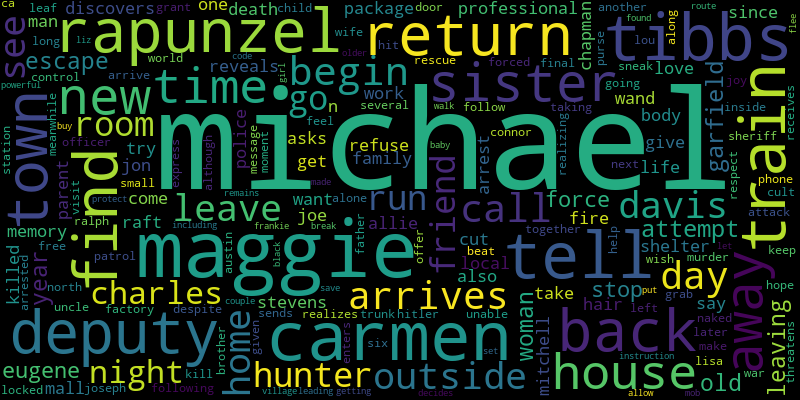 ca leaf discovers grant one death child package door professional another found route flee
see man rapunzel return tibbs
powerful long liz escape code wife hit rescue forced final chapman purse lou along
world older girl reveals work several sneak love going
meanwhile control arrive time begin sister garfield joy receives
station buy new go n feel follow taking wand inside
town room michael train
officer find police message moment asks refuse connor body sheriff
express although try get family baby walk arrest realizing give phone
parent jon run friend next life respect cult
small come want joe call force davis attack
visit leave fire
memory ralph raft alone allie cut together attempt keep
free protect remains including frankie break father offer beat help shelter wish murder let
killed year patrol maggie local tell hope
arrested north austin black also day away
uncle charles save arrives stop say grab naked
factory couple stevens take hair left later
deputy despite sends realizes trunk hitler unable woman put make threatens
home given carmen six back leaving
brother enters set mitchell instruction lisa war
eugene night hunter outside house old
locked mall joseph kill village leading getting decides allow mob
following made